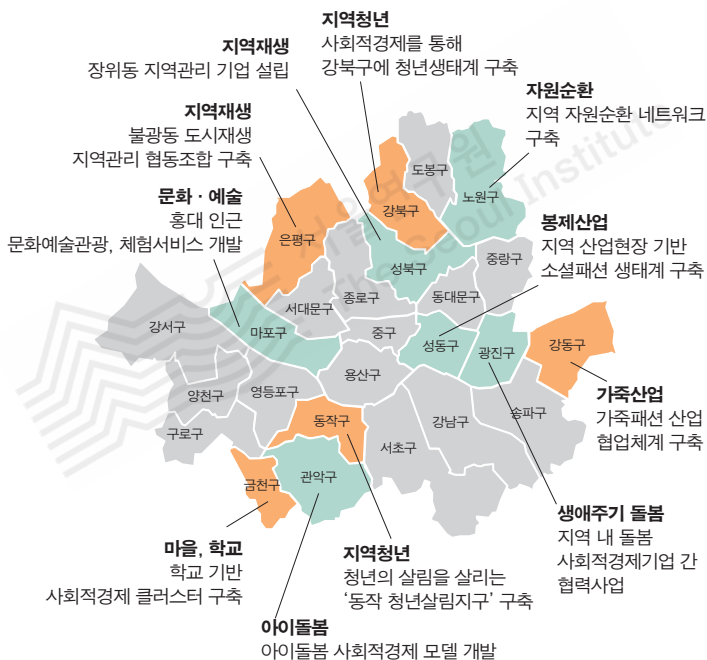 지역청년
사회적경제를 통해
강북구에 청년생태계 구축
지역재생
장위동 지역관리 기업 설립
자원순환
지역 자원순환 네트워크
구축
지역재생
불광동 도시재생
지역관리 협동조합 구축
문화 · 예술
홍대 인근
문화예술관광, 체험서비스 개발
봉제산업
지역 산업현장 기반
소셜패션 생태계 구축
도봉구
노원구
강북구
은평구
성북구
중랑구
종로구
동대문구
서대문구
강서구
마포구
중구
성동구
광진구
강동구
용산구
양천구
영등포구
송파구
강남구
동작구
구로구
서초구
관악구
금천구
가죽산업
가죽패션 산업
협업체계 구축
생애주기 돌봄
지역 내 돌봄
사회적경제기업 간
협력사업
마을, 학교
학교 기반
사회적경제 클러스터 구축
지역청년
청년의 살림을 살리는
‘동작 청년살림지구’ 구축
아이돌봄
아이돌봄 사회적경제 모델 개발
서울연구원
The Seoul Institute